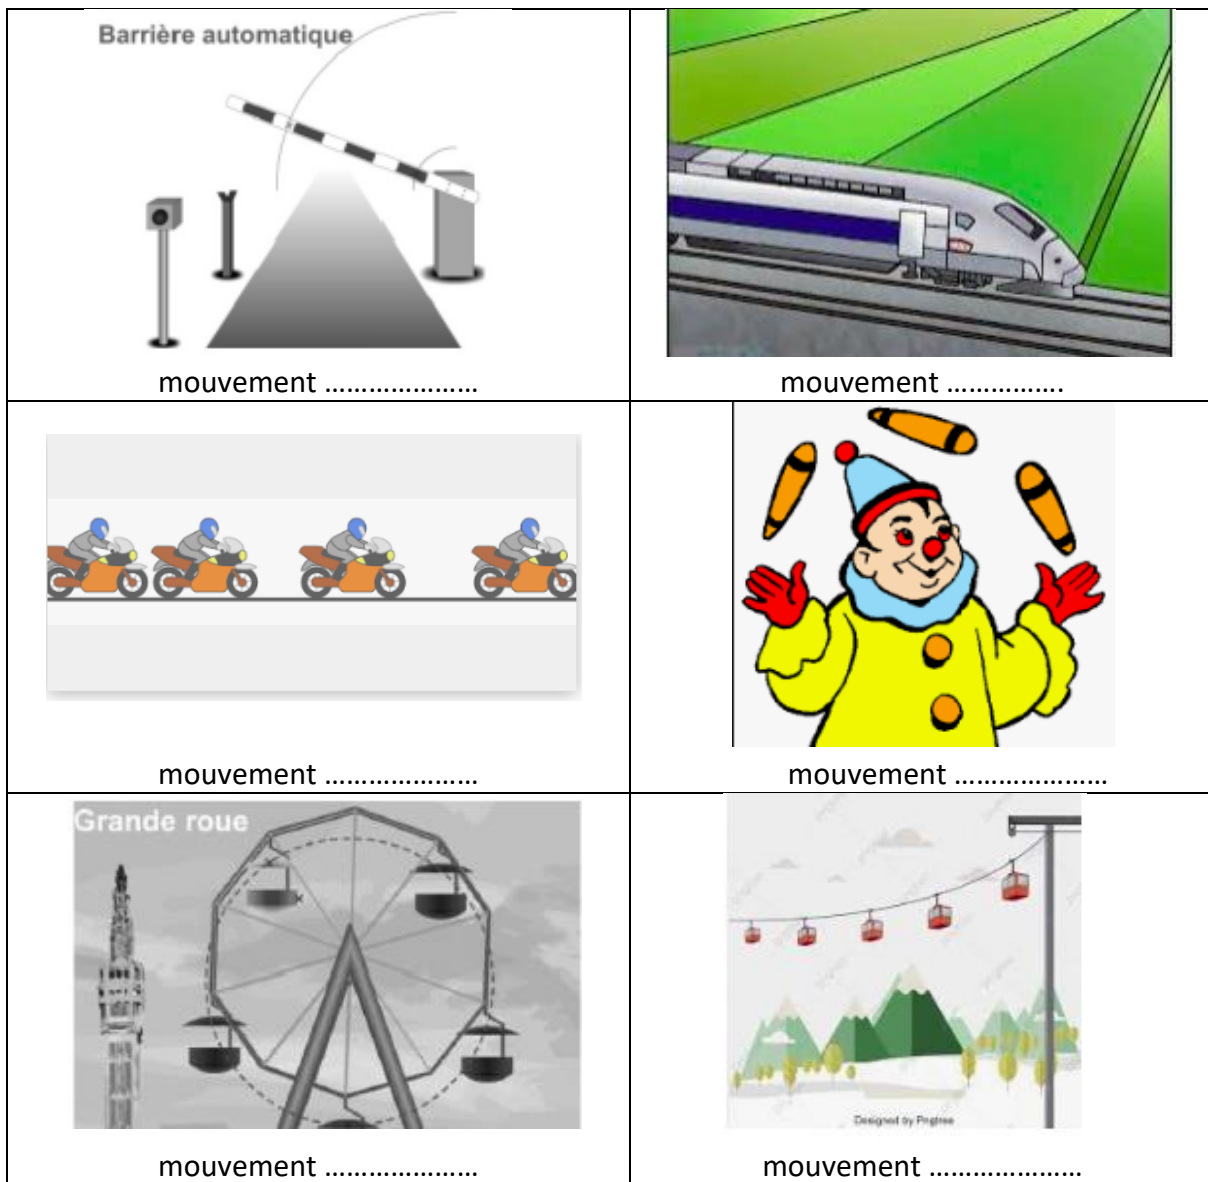 Barrière automatique
mouvement …………………
mouvement …………….
mouvement …………………
mouvement …………………
Grande roue
Designed by Pngtree
mouvement …………………
mouvement …………………